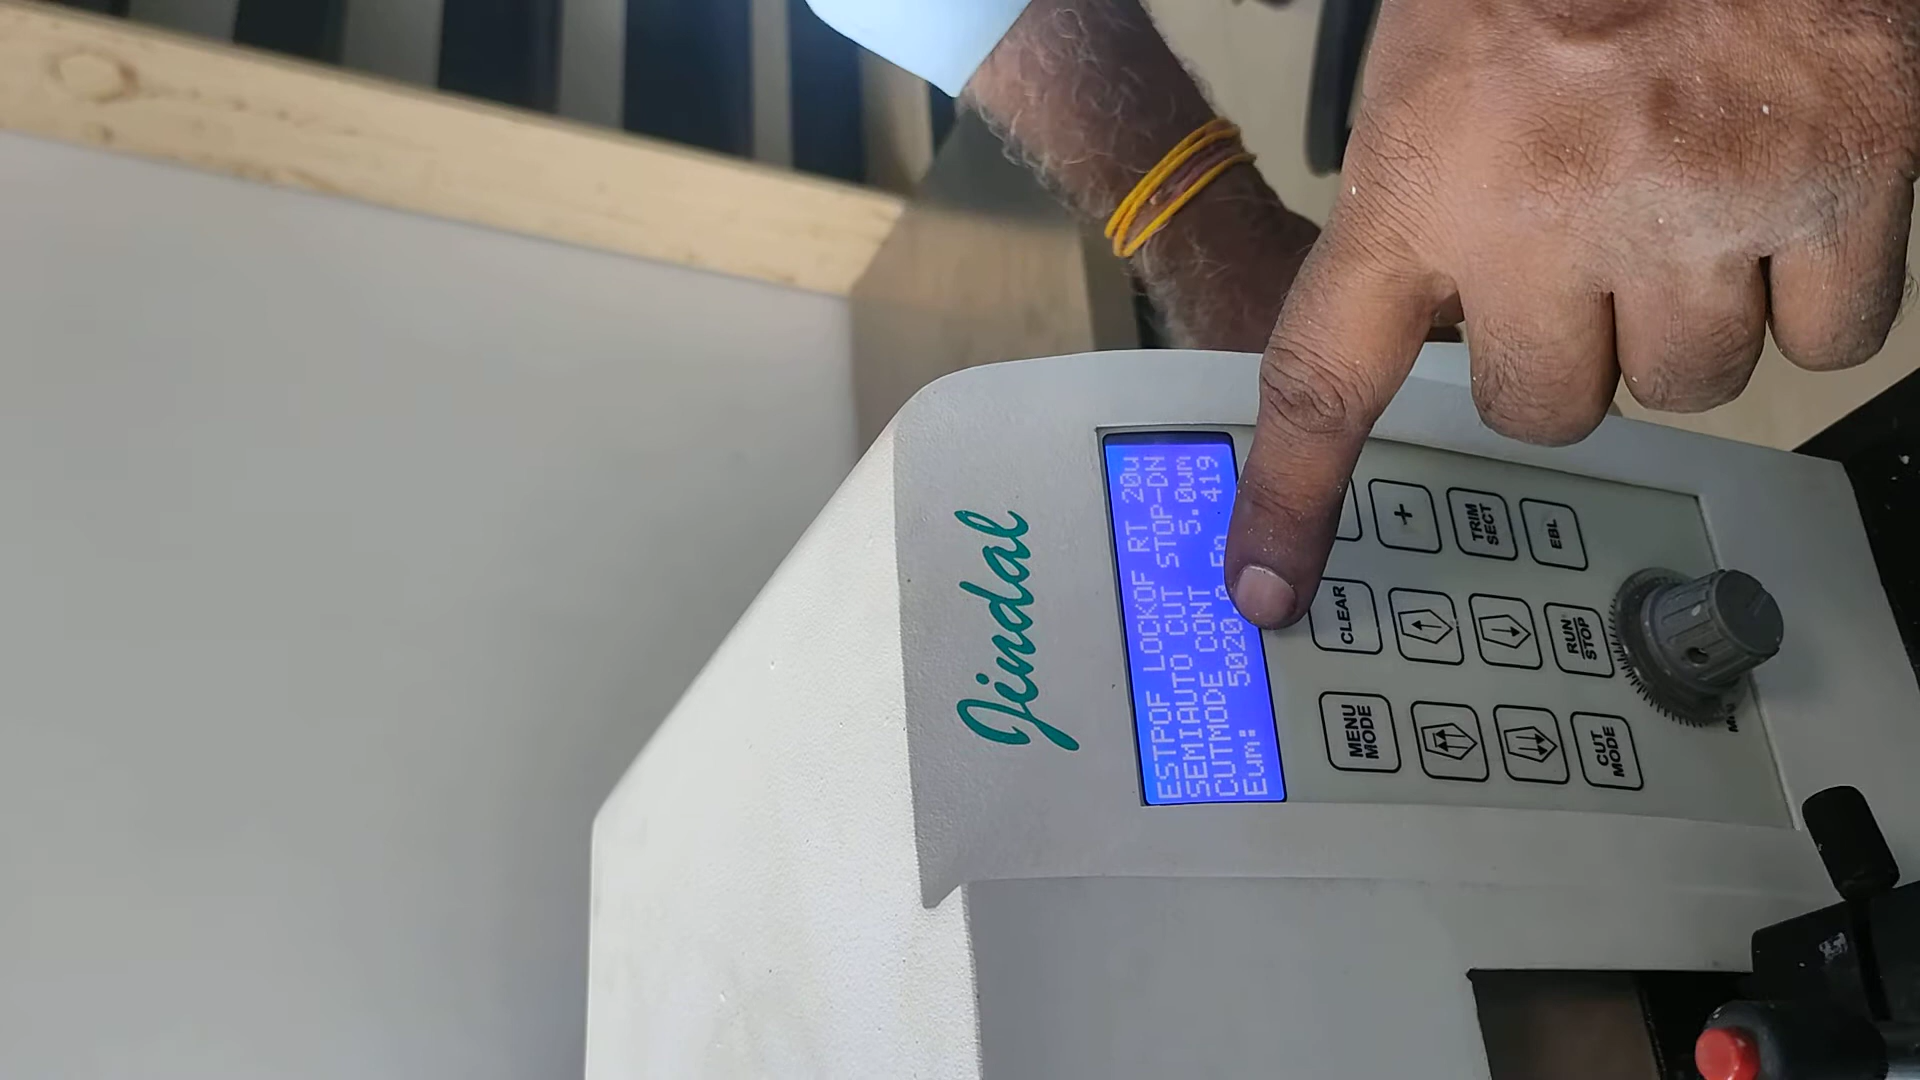 Jindal
ESTPOF LOCKOF RT 20u
SEMIAUTO CUT STOP-DN
CUTMODE CONT 5.0um
Eum: 5020.0 419
MENU MODE
CLEAR
+
TRIM SECT
EBL
RUN STOP
CUT MODE